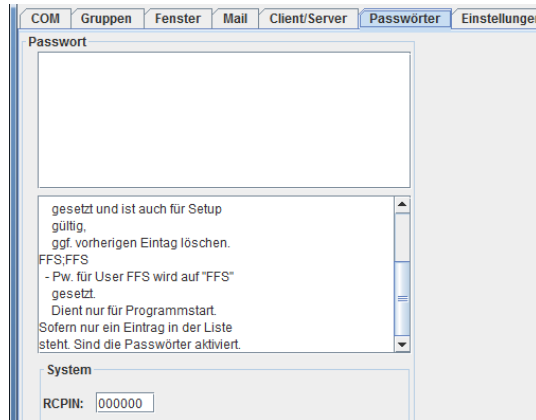 COM Gruppen Fenster Mail Client/Server Passwörter Einstellungen
Passwort
gesetzt und ist auch für Setup
gültig,
ggf. vorherigen Eintag löschen.
FFS;FFS
- Pw. für User FFS wird auf "FFS"
gesetzt.
Dient nur für Programmstart.
Sofern nur ein Eintrag in der Liste
steht. Sind die Passwörter aktiviert.
System
RCPIN: 000000